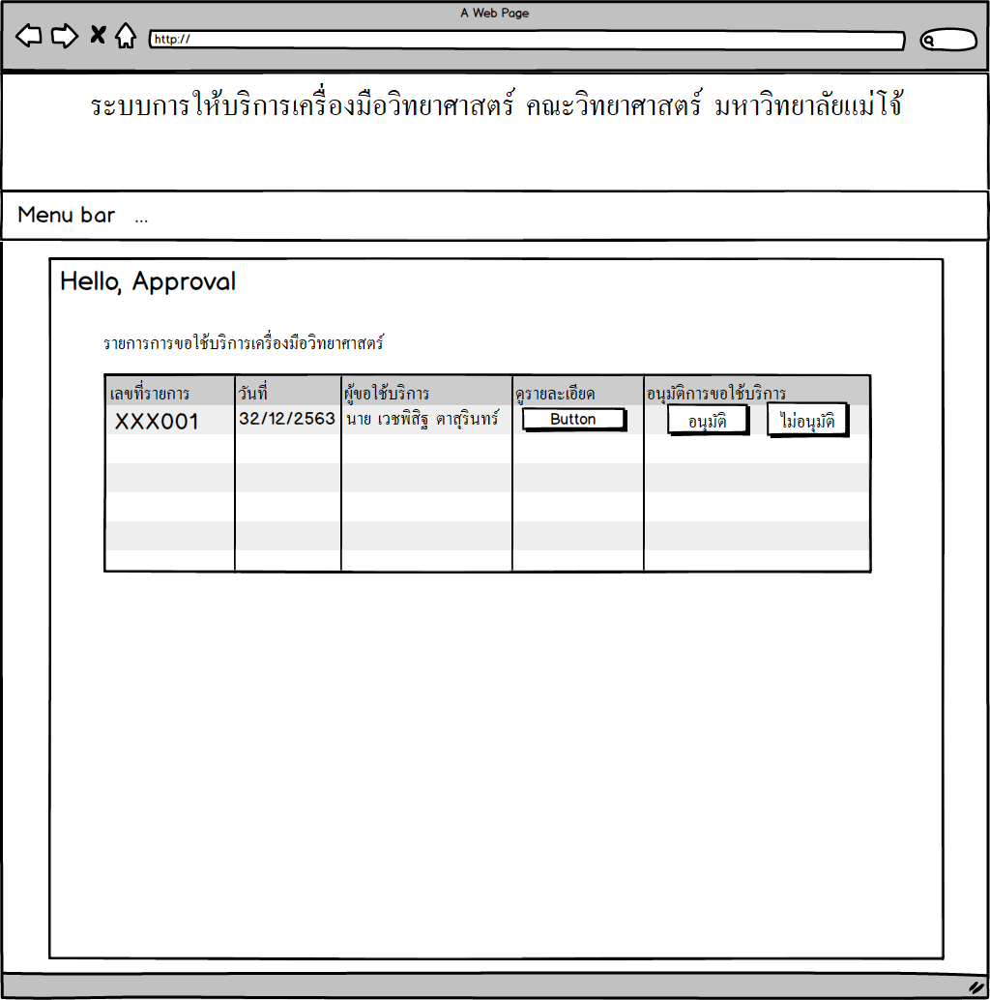 A Web Page
http://
ระบบการให้บริการเครื่องมือวิทยาศาสตร์ คณะวิทยาศาสตร์ มหาวิทยาลัยแม่โจ้
Menu bar ...
Hello, Approval
รายการการขอใช้บริการเครื่องมือวิทยาศาสตร์
เลขที่รายการ วันที่ ผู้ขอใช้บริการ ดูรายละเอียด อนุมัติการขอใช้บริการ
XXX001 32/12/2563 นาย เวชพิสิฐ ตาสุรินทร์ Button อนุมัติ ไม่อนุมัติ